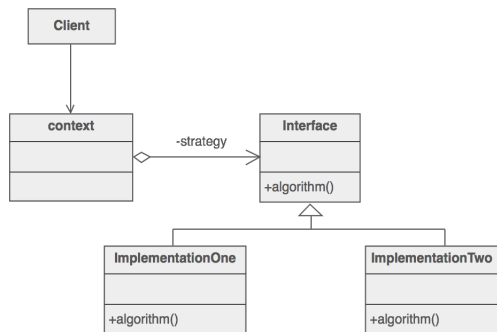 Client
context
-strategy
Interface
+algorithm()
ImplementationOne
+algorithm()
ImplementationTwo
+algorithm()